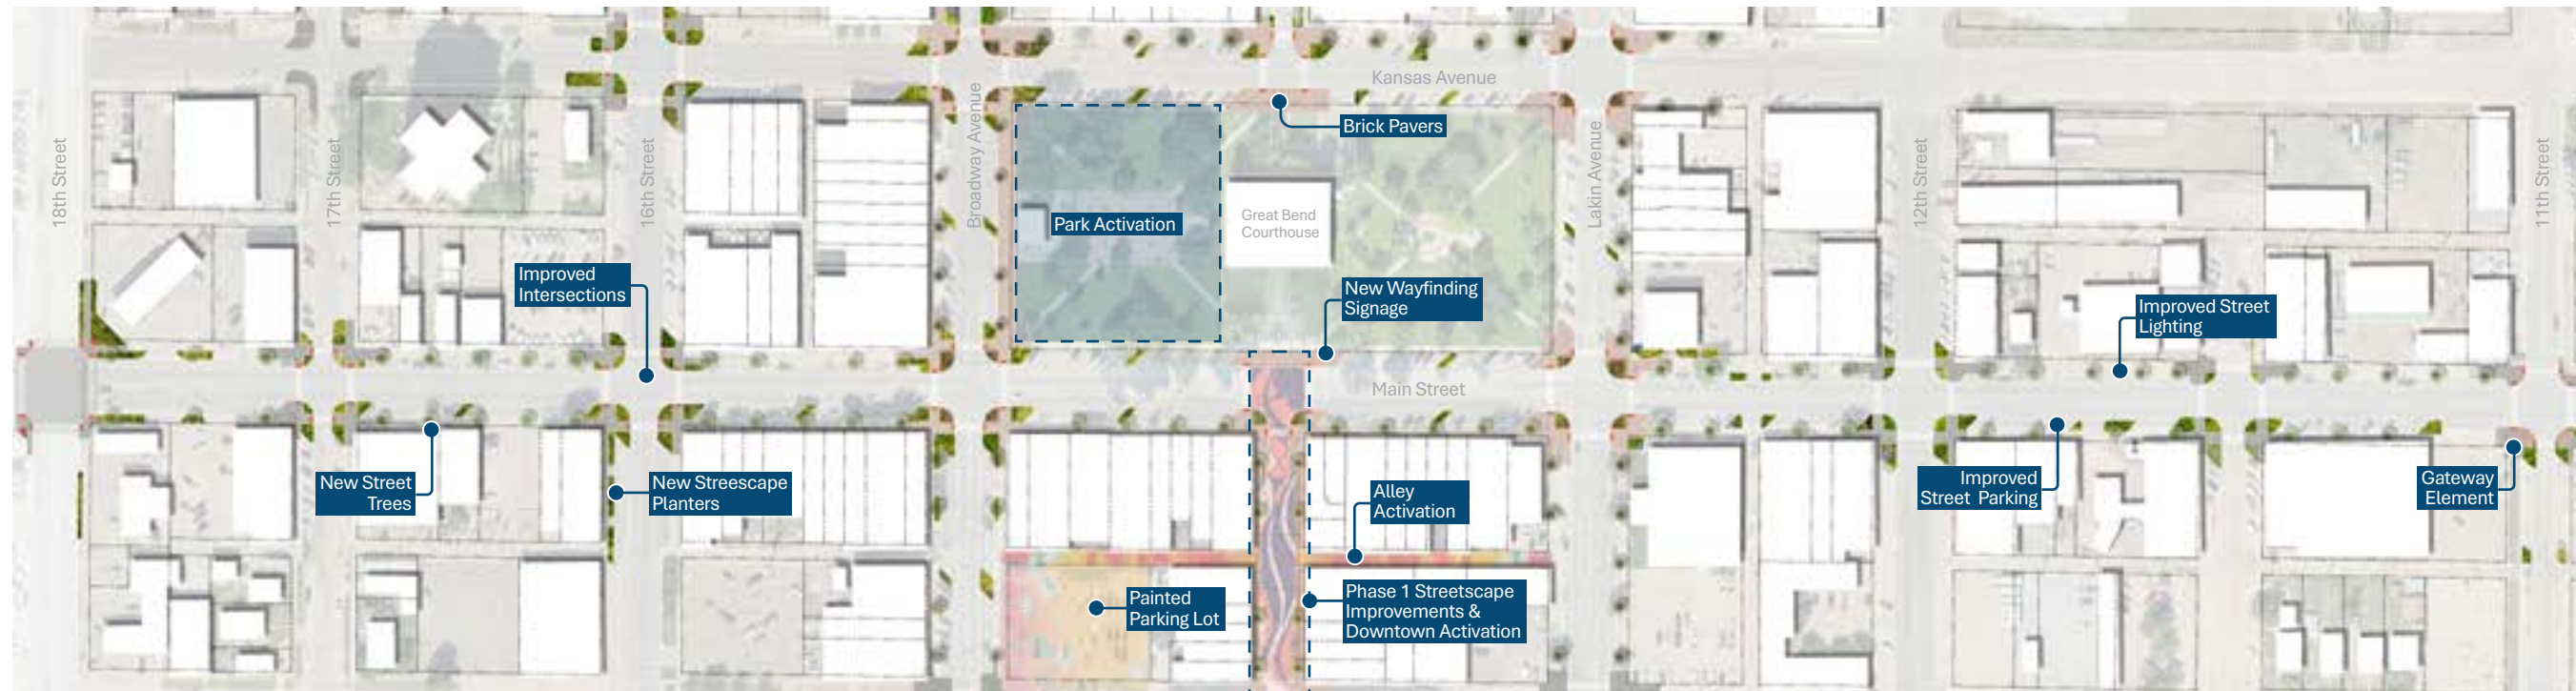 Kansas Avenue
Brick Pavers
18th Street
17th Street
16th Street
Broadway Avenue
Lakin Avenue
12th Street
11th Street
Park Activation
Great Bend
Courthouse
Improved
Intersections
New Wayfinding
Signage
Improved Street
Lighting
Main Street
New Street
Trees
New Streescape
Planters
Alley
Activation
Improved
Street Parking
Gateway
Element
Painted
Parking Lot
Phase 1 Streetscape
Improvements &
Downtown Activation